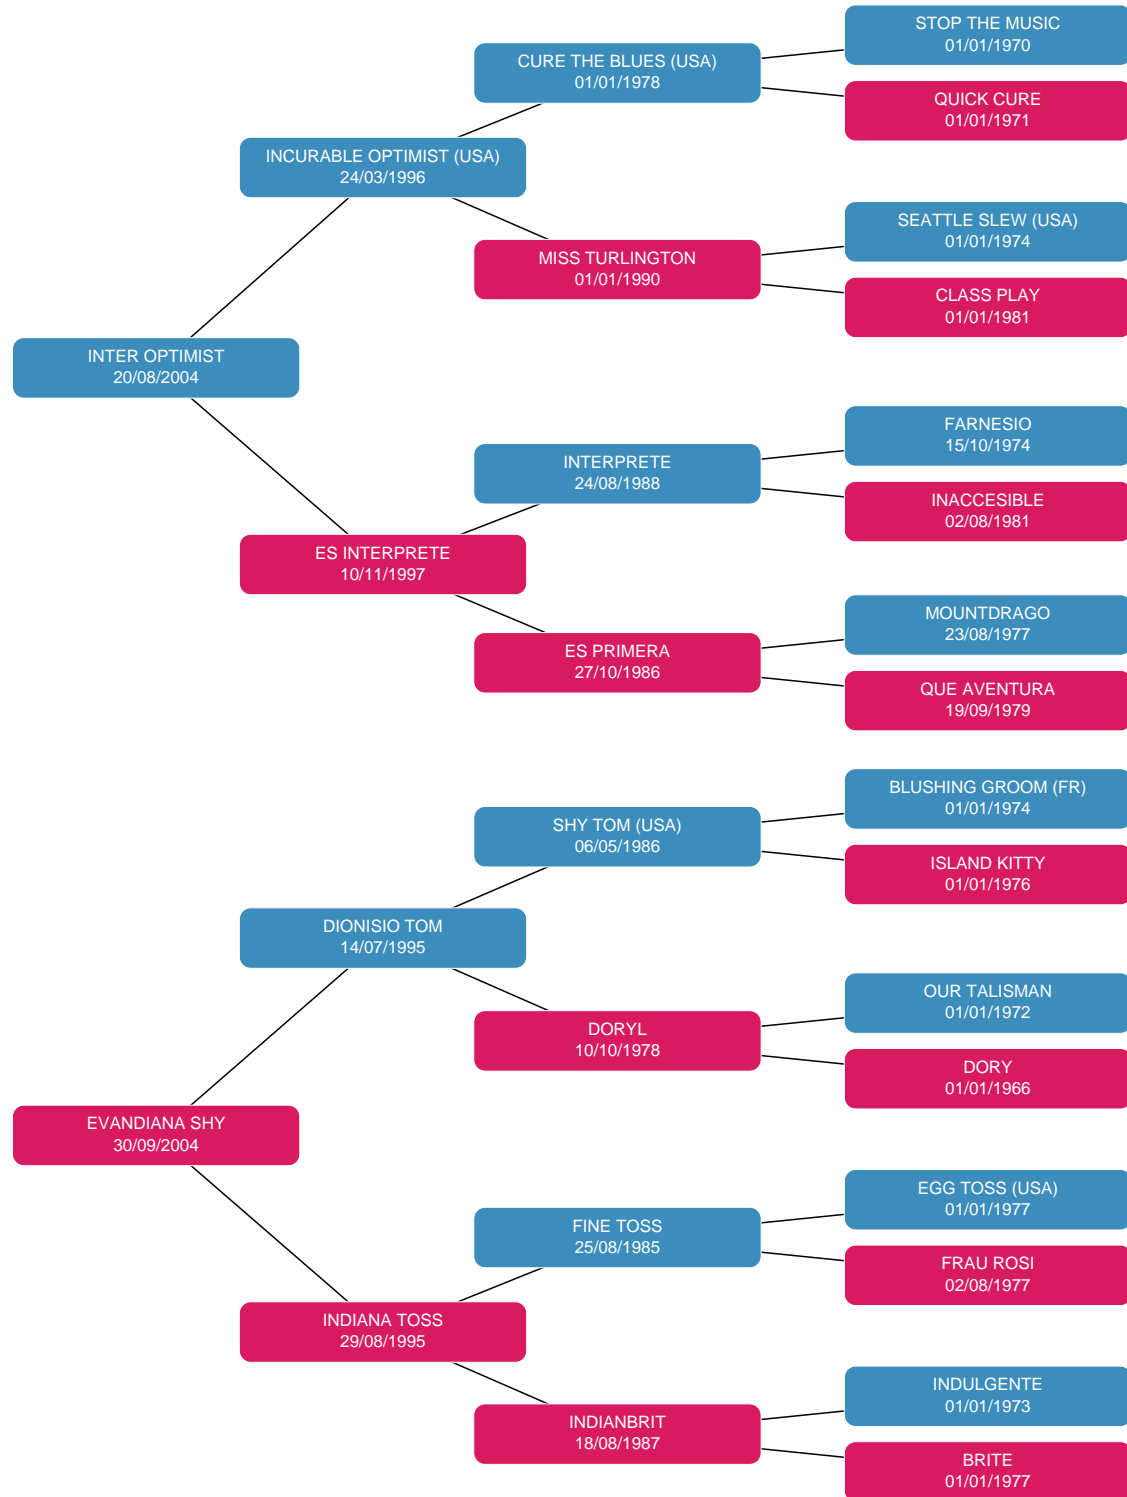 STOP THE MUSIC
01/01/1970
CURE THE BLUES (USA)
01/01/1978
QUICK CURE
01/01/1971
INCURABLE OPTIMIST (USA)
24/03/1996
SEATTLE SLEW (USA)
01/01/1974
MISS TURLINGTON
01/01/1990
CLASS PLAY
01/01/1981
INTER OPTIMIST
20/08/2004
FARNESIO
15/10/1974
INTERPRETE
24/08/1988
INACCESIBLE
02/08/1981
ES INTERPRETE
10/11/1997
MOUNTDRAGO
23/08/1977
ES PRIMERA
27/10/1986
QUE AVENTURA
19/09/1979
BLUSHING GROOM (FR)
01/01/1974
SHY TOM (USA)
06/05/1986
ISLAND KITTY
01/01/1976
DIONISIO TOM
14/07/1995
OUR TALISMAN
01/01/1972
DORYL
10/10/1978
DORY
01/01/1966
EVANDIANA SHY
30/09/2004
EGG TOSS (USA)
01/01/1977
FINE TOSS
25/08/1985
FRAU ROSI
02/08/1977
INDIANA TOSS
29/08/1995
INDULGENTE
01/01/1973
INDIANBRIT
18/08/1987
BRITE
01/01/1977